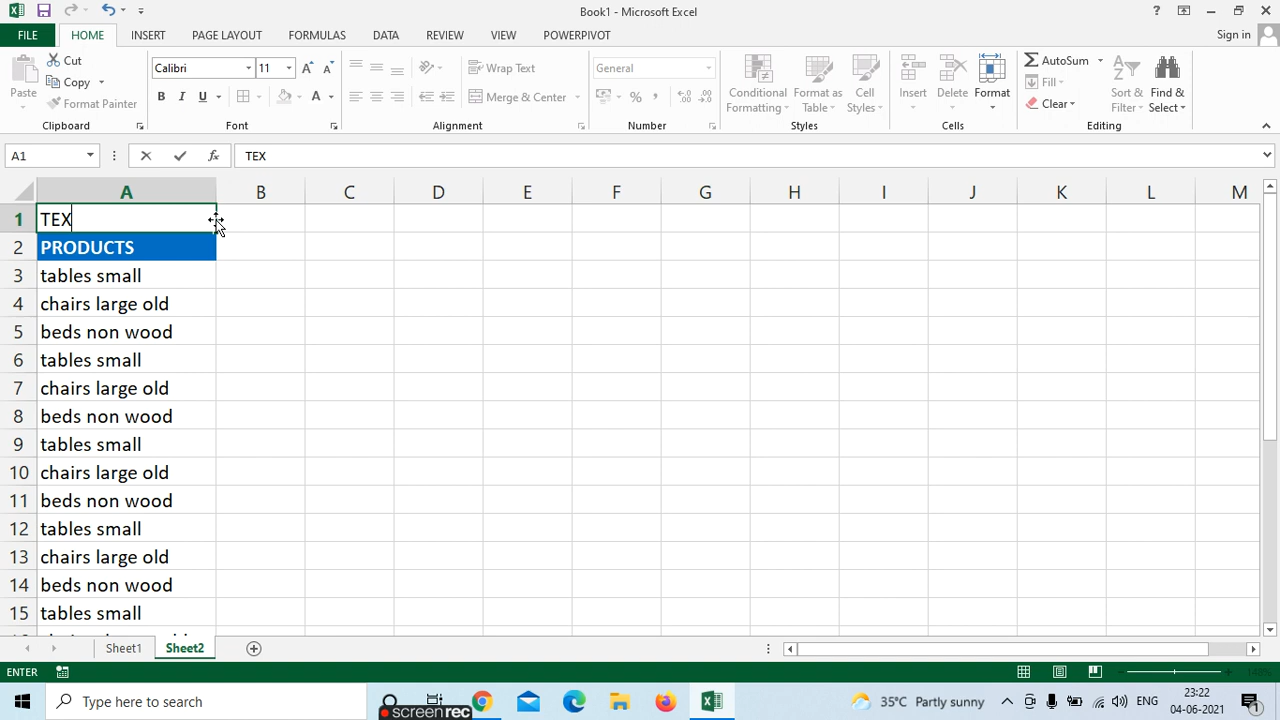 Book1 - Microsoft Excel
FILE HOME INSERT PAGE LAYOUT FORMULAS DATA REVIEW VIEW POWERPIVOT Sign in
Paste Cut
Copy
Format Painter
Clipboard
Calibri 11
B I U
Font
Wrap Text
Merge & Center
Alignment
General
Number
Conditional Formatting
Format as Table
Cell Styles
Styles
Insert Delete Format
Cells
AutoSum
Fill
Clear
Sort & Filter
Find & Select
Editing
A1 TEX
A B C D E F G H I J K L M
1 TEX
2 PRODUCTS
3 tables small
4 chairs large old
5 beds non wood
6 tables small
7 chairs large old
8 beds non wood
9 tables small
10 chairs large old
11 beds non wood
12 tables small
13 chairs large old
14 beds non wood
15 tables small
Sheet1 Sheet2
ENTER
Type here to search
screenrec
35°C Partly sunny
ENG
23:22
04-06-2021